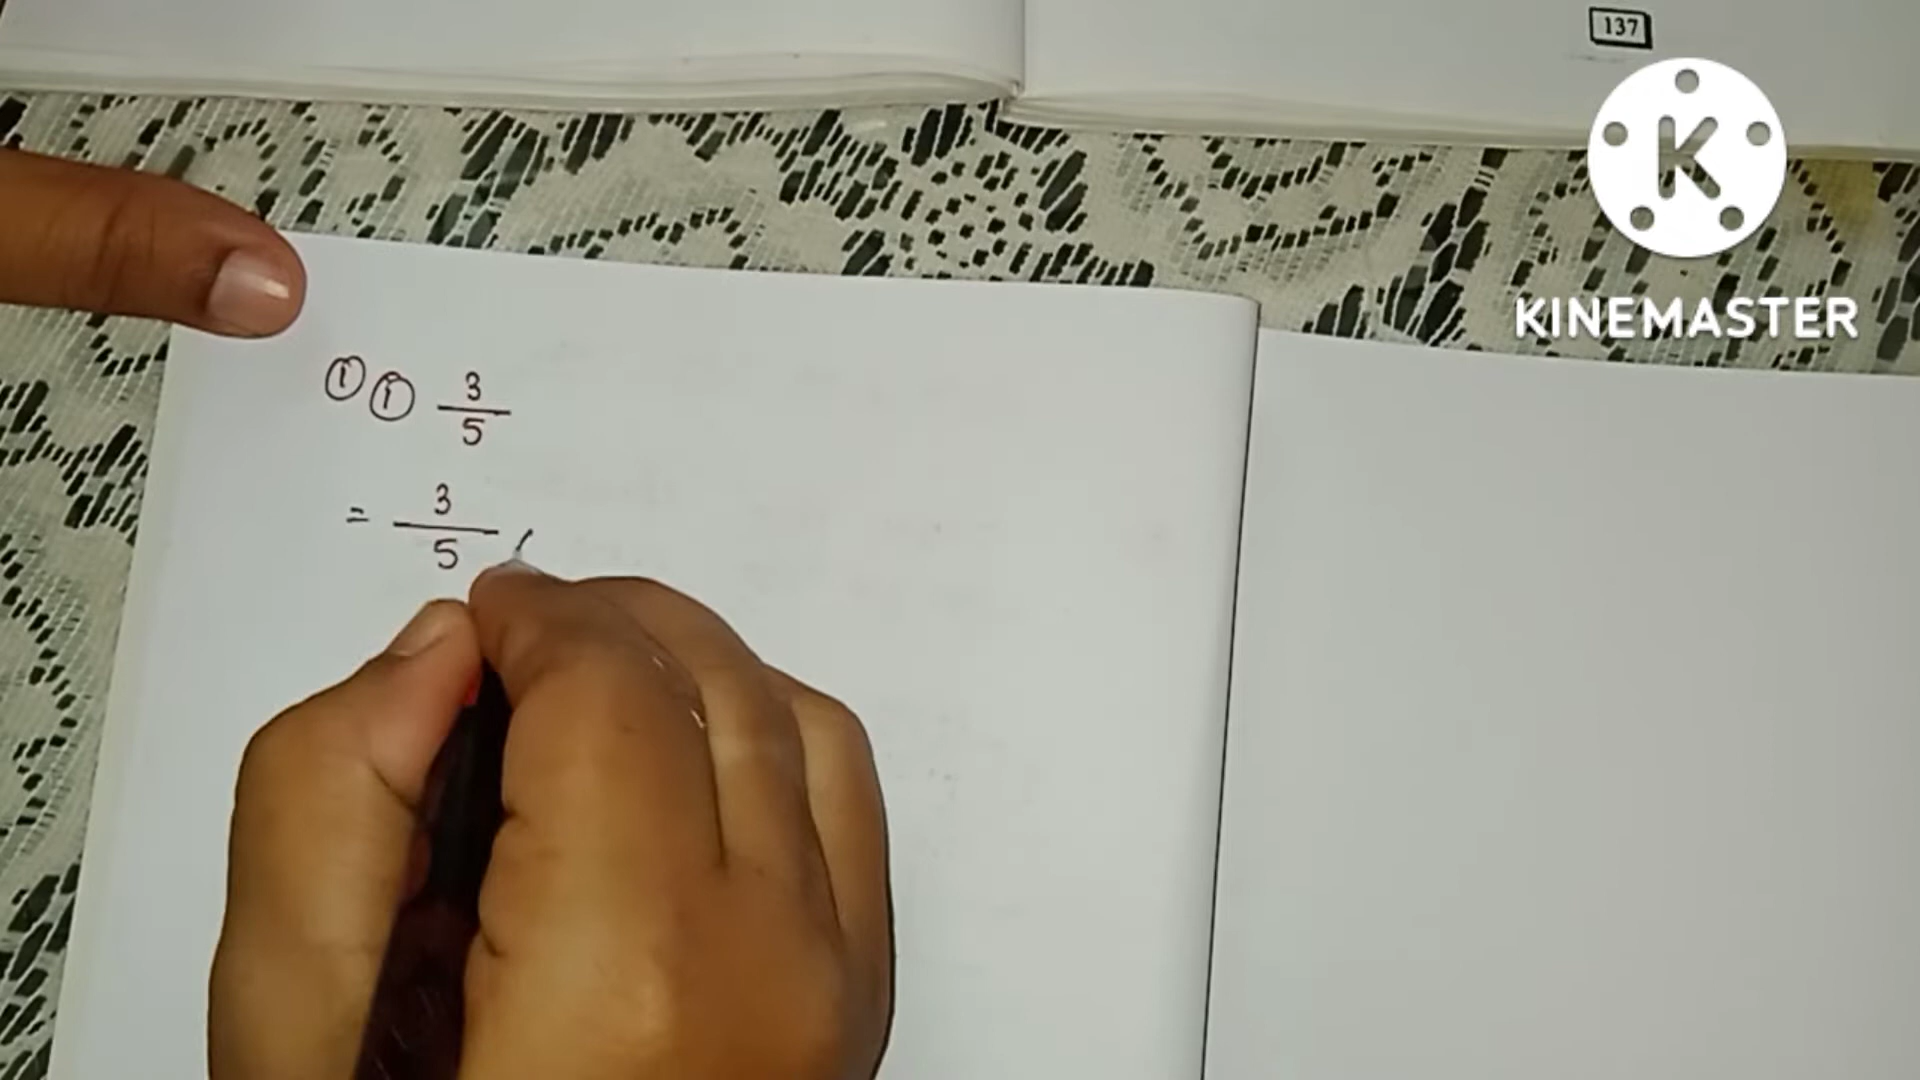 137
KINEMASTER
① ① 3/5
= 3/5